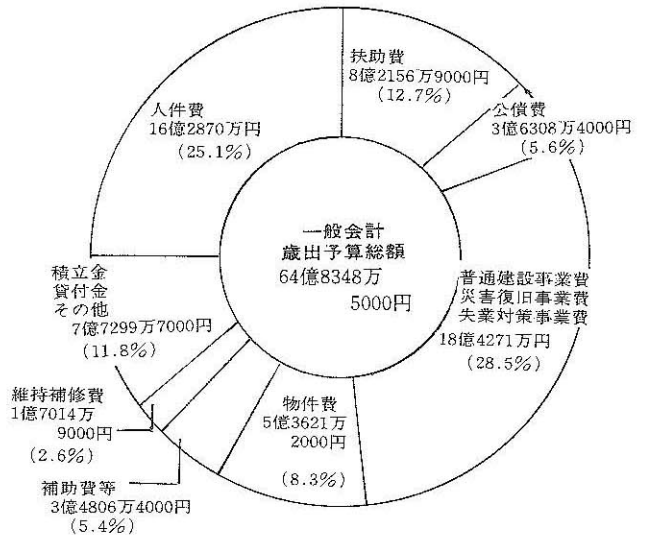 一般会計
歳出予算総額
64億8348万
5000円
扶助費
8億2156万9000円
(12.7%)
公債費
3億6308万4000円
(5.6%)
普通建設事業費
災害復旧事業費
失業対策事業費
18億4271万円
(28.5%)
物件費
5億3621万
2000円
(8.3%)
補助費等
3億4806万4000円
(5.4%)
維持補修費
1億7014万
9000円
(2.6%)
積立金
貸付金
その他
7億7299万7000円
(11.8%)
人件費
16億2870万円
(25.1%)